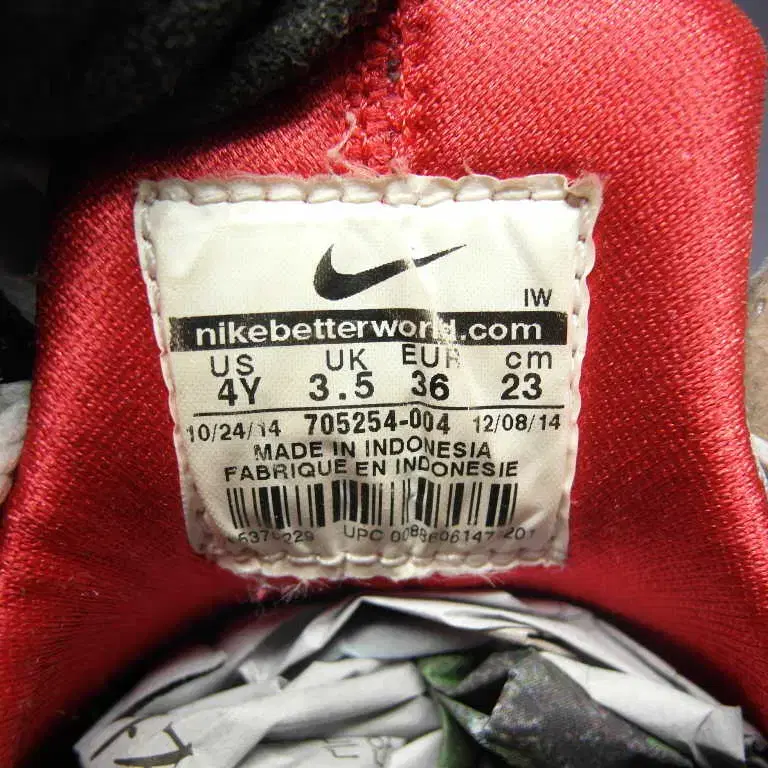 IW
nikebetterworld.com
US UK EUR cm
4Y 3.5 36 23
10/24/14 705254-004 12/08/14
MADE IN INDONESIA
FABRIQUE EN INDONESIE
UPC